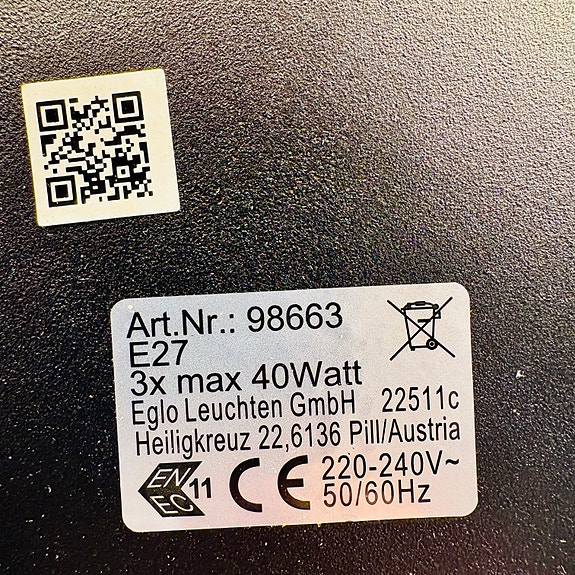 Art.Nr.: 98663
E27
3x max 40Watt
Eglo Leuchten GmbH 22511c
Heiligkreuz 22,6136 Pill/Austria
EN EC 11 CE 220-240V~
50/60Hz